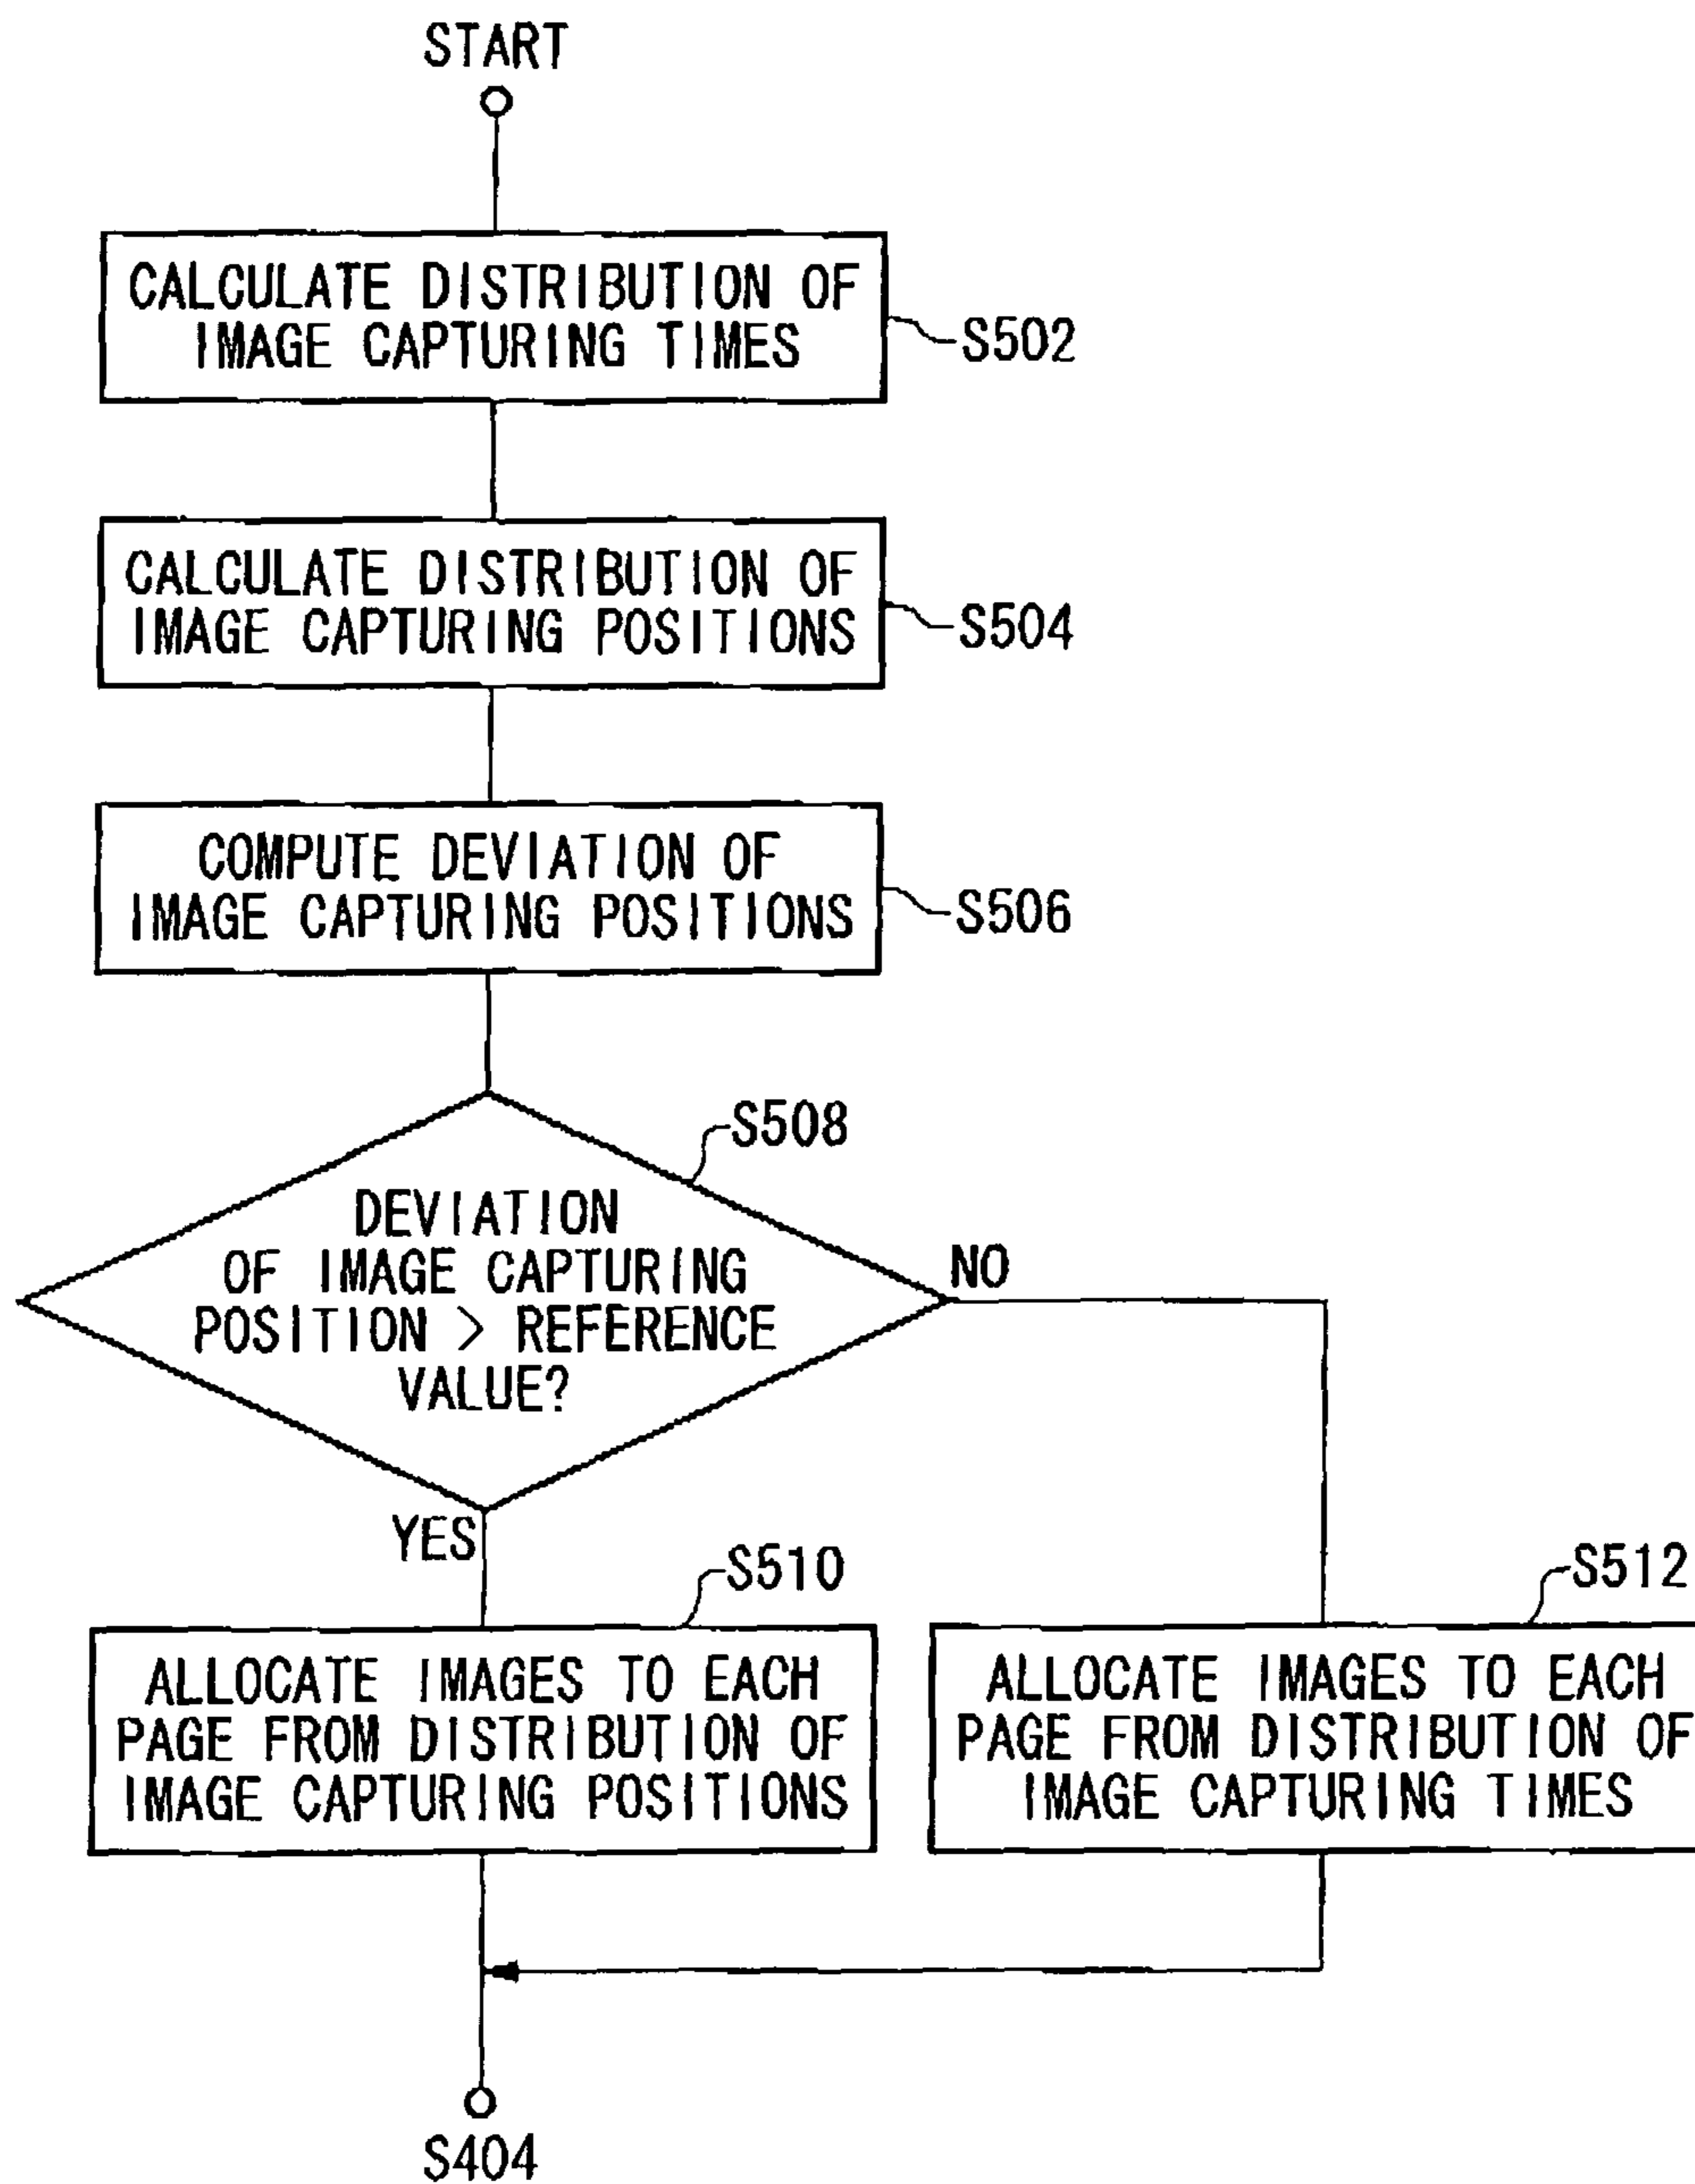 START
CALCULATE DISTRIBUTION OF
IMAGE CAPTURING TIMES
S502
CALCULATE DISTRIBUTION OF
IMAGE CAPTURING POSITIONS
S504
COMPUTE DEVIATION OF
IMAGE CAPTURING POSITIONS
S506
S508
DEVIATION
OF IMAGE CAPTURING
POSITION > REFERENCE
VALUE?
NO
YES
S510
ALLOCATE IMAGES TO EACH
PAGE FROM DISTRIBUTION OF
IMAGE CAPTURING POSITIONS
S512
ALLOCATE IMAGES TO EACH
PAGE FROM DISTRIBUTION OF
IMAGE CAPTURING TIMES
S404